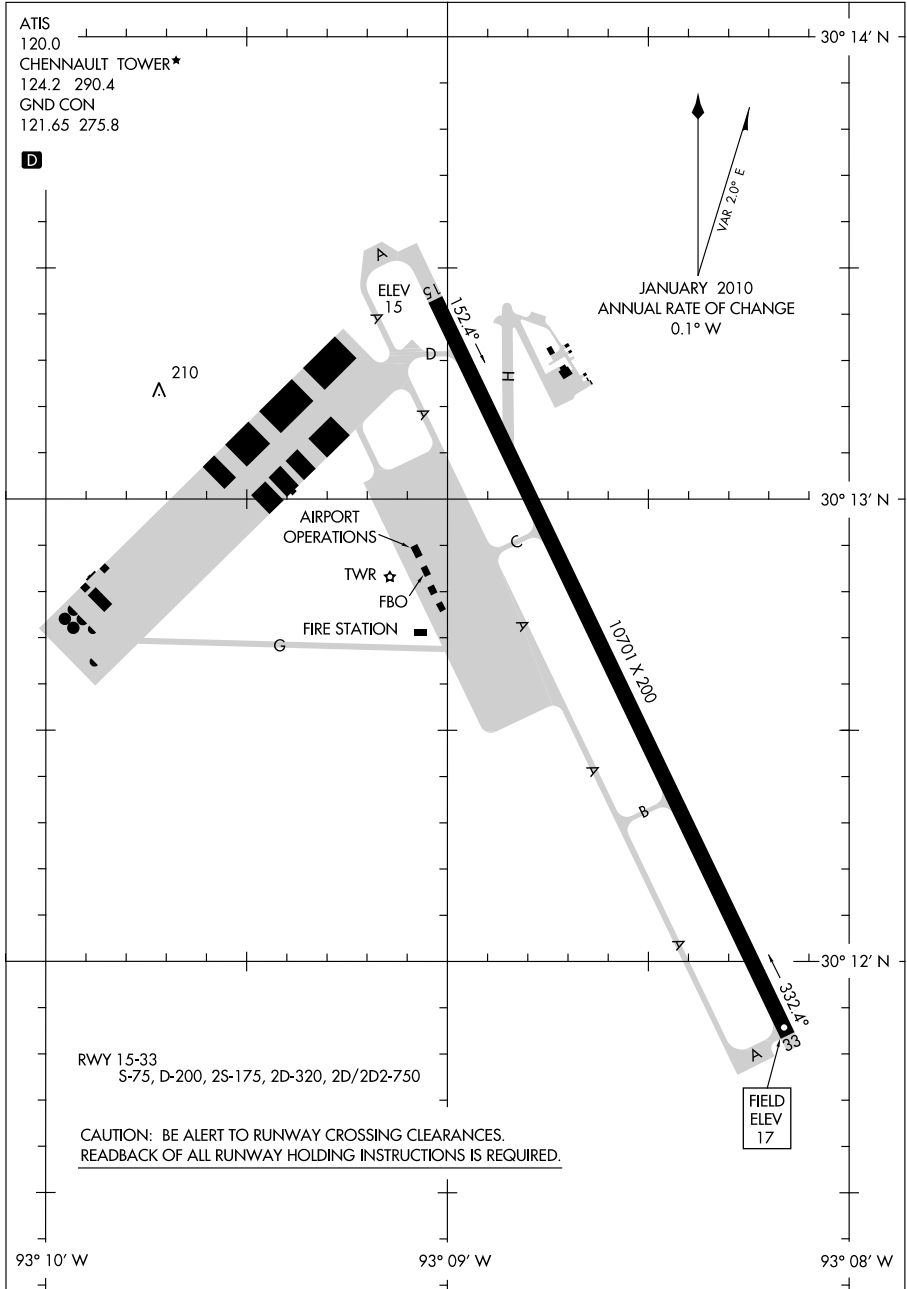 ATIS
120.0
CHENNAULT TOWER★
124.2 290.4
GND CON
121.65 275.8
D
30° 14' N
VAR 2.0° E
JANUARY 2010
ANNUAL RATE OF CHANGE
0.1° W
A
ELEV
15
15
152.4°
A
D
H
210
A
30° 13' N
AIRPORT
OPERATIONS
C
TWR
FBO
FIRE STATION
A
G
10701 X 200
A
B
A
30° 12' N
332.4°
33
A
RWY 15-33
S-75, D-200, 2S-175, 2D-320, 2D/2D2-750
FIELD
ELEV
17
CAUTION: BE ALERT TO RUNWAY CROSSING CLEARANCES.
READBACK OF ALL RUNWAY HOLDING INSTRUCTIONS IS REQUIRED.
93° 10' W
93° 09' W
93° 08' W